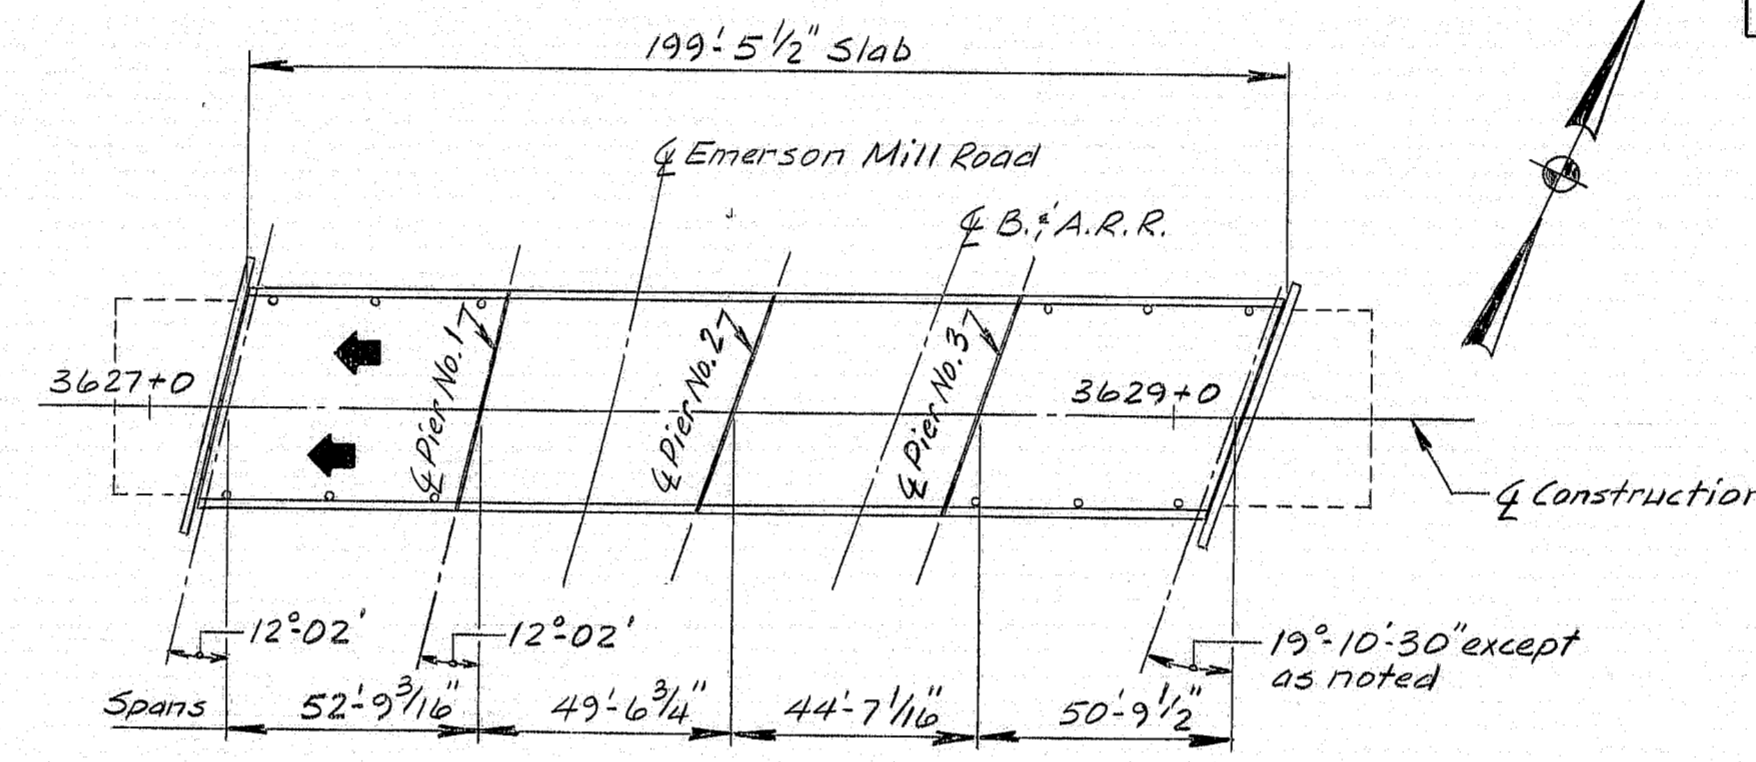 199'-5 1/2" Slab
℄ Emerson Mill Road
℄ B. & A. R. R.
3627+0
℄ Pier No. 1
℄ Pier No. 2
℄ Pier No. 3
3629+0
℄ Construction
12°-02'
12°-02'
19°-10'-30" except
as noted
Spans
52'-9 3/16"
49'-6 3/4"
44'-7 1/16"
50'-9 1/2"